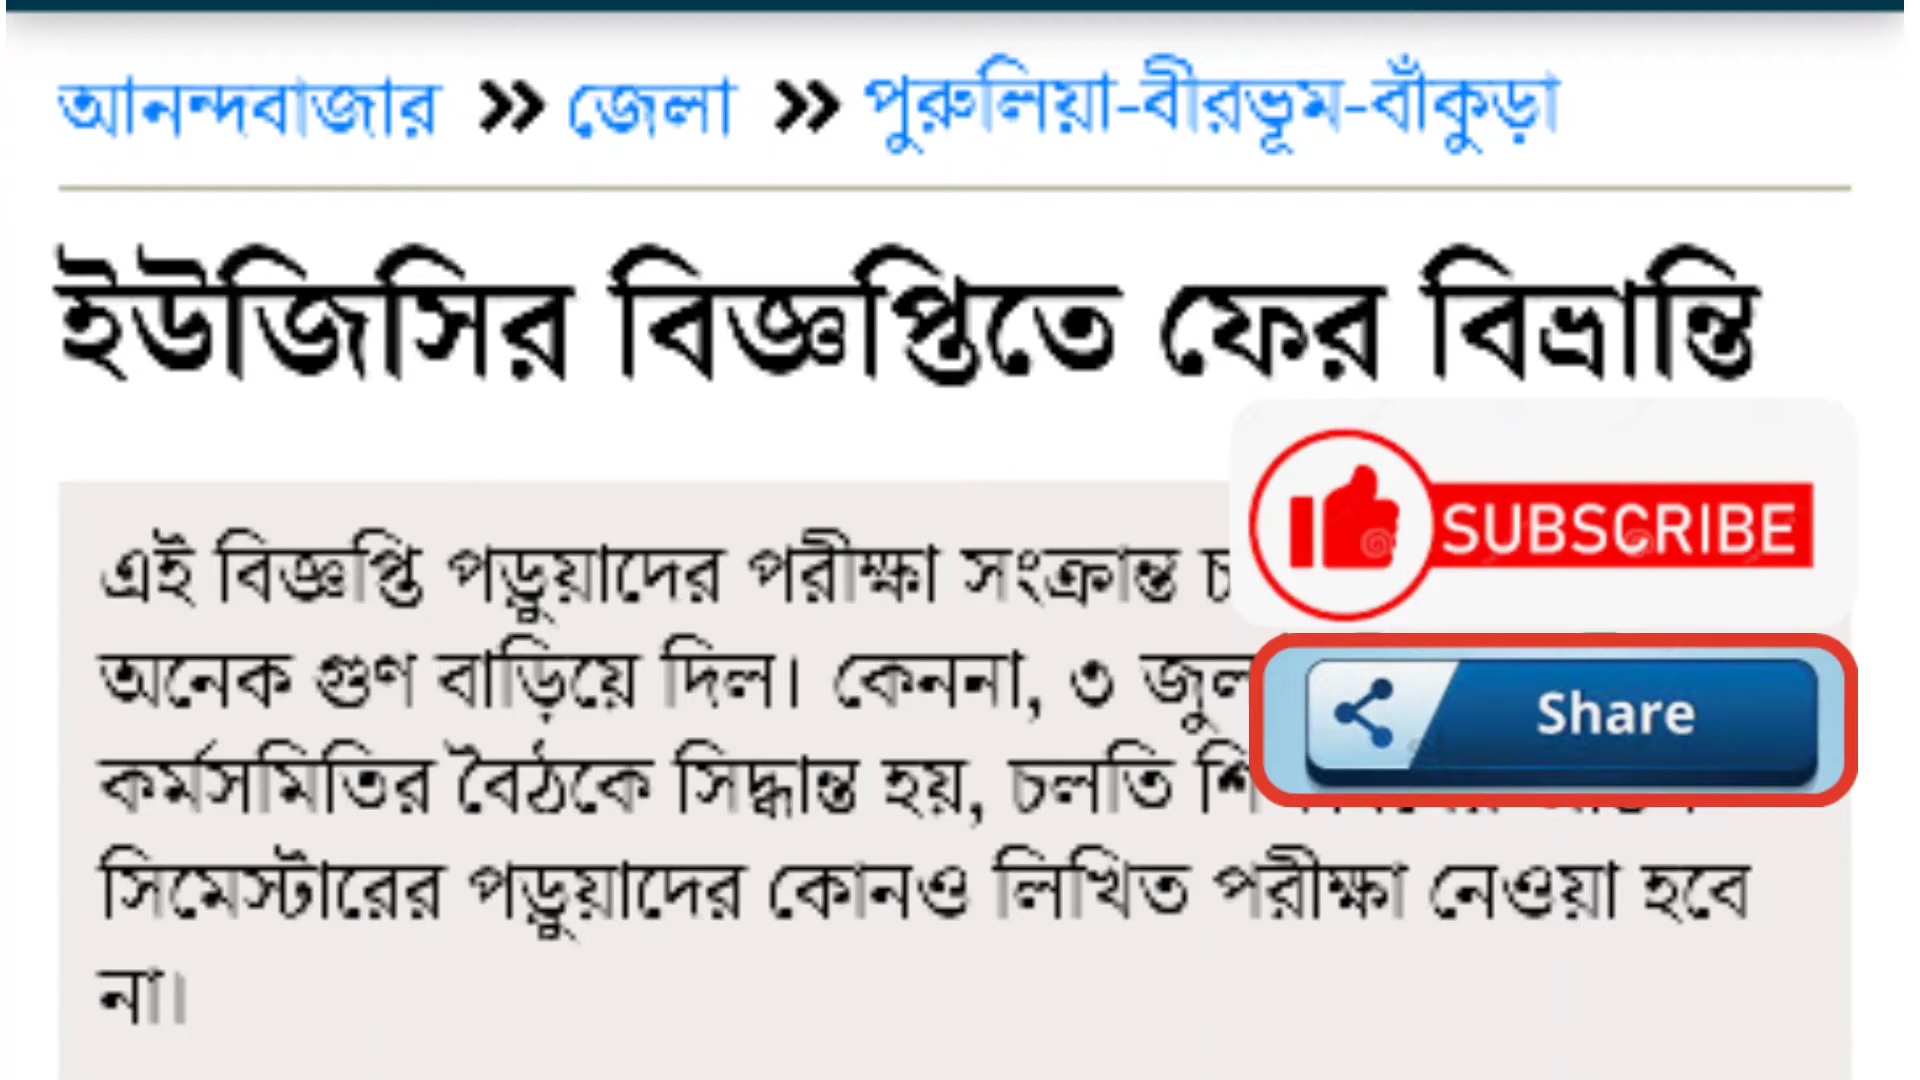 আনন্দবাজার » জেলা » পুরুলিয়া-বীরভূম-বাঁকুড়া
ইউজিসির বিজ্ঞপ্তিতে ফের বিভ্রান্তি
SUBSCRIBE
এই বিজ্ঞপ্তি পড়ুয়াদের পরীক্ষা সংক্রান্ত
অনেক গুণ বাড়িয়ে দিল। কেননা, ৩
Share
কর্মসমিতির বৈঠকে সিদ্ধান্ত হয়, চলতি
সিমেস্টারের পড়ুয়াদের কোনও লিখিত পরীক্ষা নেওয়া হবে
না।